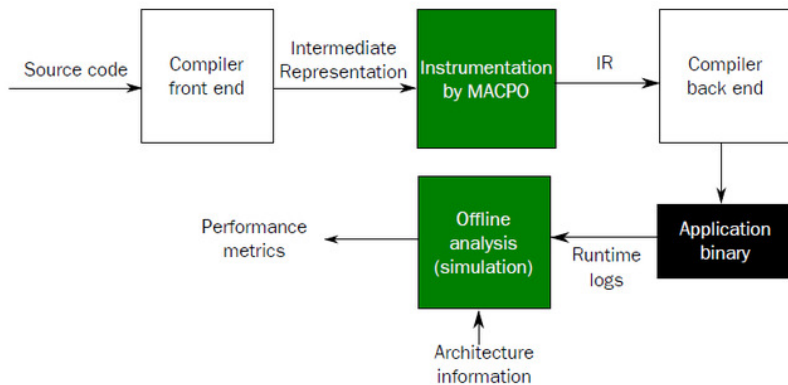 Source code
Compiler
front end
Intermediate
Representation
Instrumentation
by MACPO
IR
Compiler
back end
Performance
metrics
Offline
analysis
(simulation)
Runtime
logs
Application
binary
Architecture
information